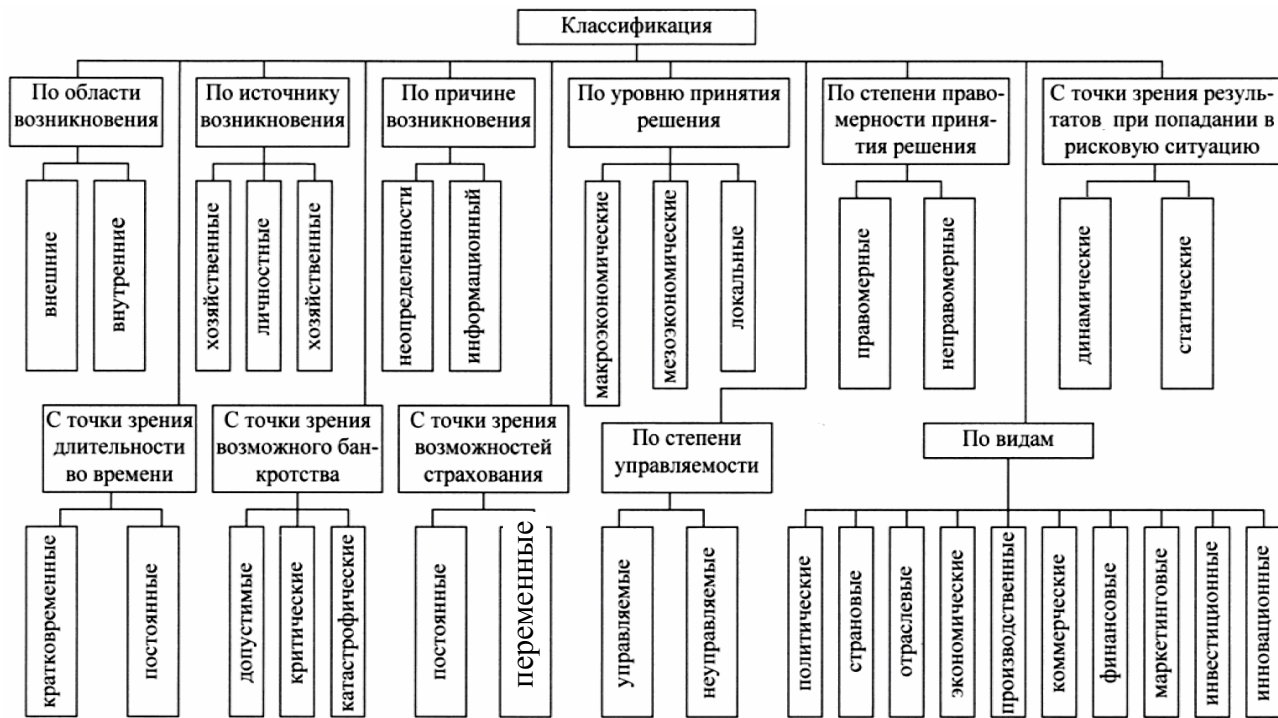 Классификация
По области
возникновения
По источнику
возникновения
По причине
возникновения
По уровню принятия
решения
По степени право-
мерности приня-
тия решения
С точки зрения резуль-
татов при попадании в
рисковую ситуацию
внешние
внутренние
хозяйственные
личностные
хозяйственные
неопределенности
информационный
макроэкономические
мезоэкономические
локальные
правомерные
неправомерные
динамические
статические
С точки зрения
длительности
во времени
С точки зрения
возможного бан-
кротства
С точки зрения
возможностей
страхования
По степени
управляемости
По видам
кратковременные
постоянные
допустимые
критические
катастрофические
постоянные
переменные
управляемые
неуправляемые
политические
страновые
отраслевые
экономические
производственные
коммерческие
финансовые
маркетинговые
инвестиционные
инновационные